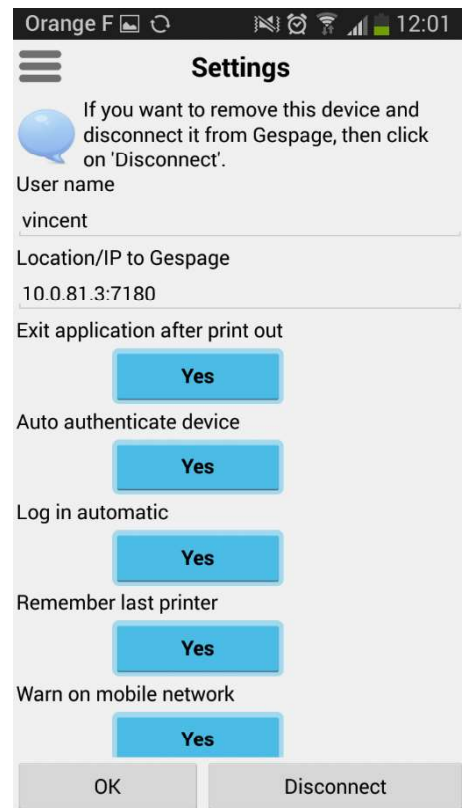 Orange F 12:01
Settings
If you want to remove this device and
disconnect it from Gespage, then click
on 'Disconnect'.
User name
vincent
Location/IP to Gespage
10.0.81.3:7180
Exit application after print out
Yes
Auto authenticate device
Yes
Log in automatic
Yes
Remember last printer
Yes
Warn on mobile network
Yes
OK Disconnect